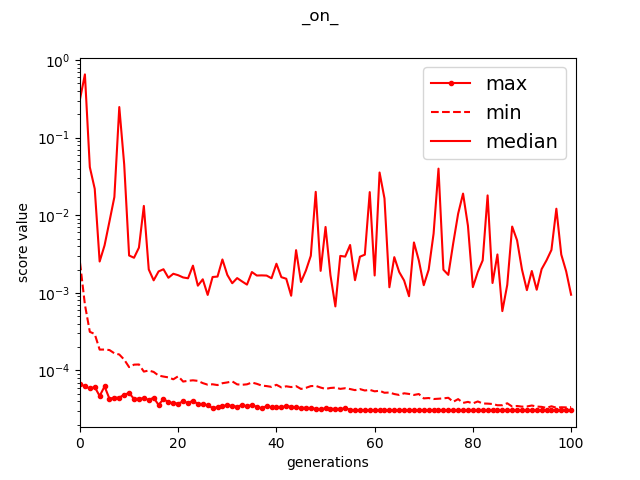 _on_
10⁰
10⁻¹
10⁻²
10⁻³
10⁻⁴
score value
max
min
median
0 20 40 60 80 100
generations